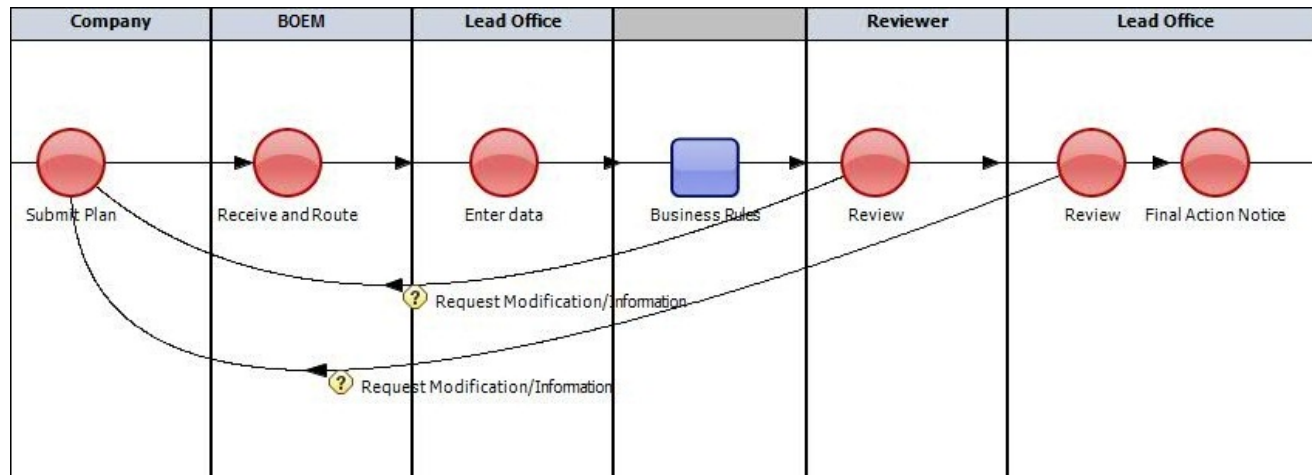 Company BOEM Lead Office Reviewer Lead Office
Submit Plan Receive and Route Enter data Business Rules Review Review Final Action Notice
? Request Modification/Information
? Request Modification/Information